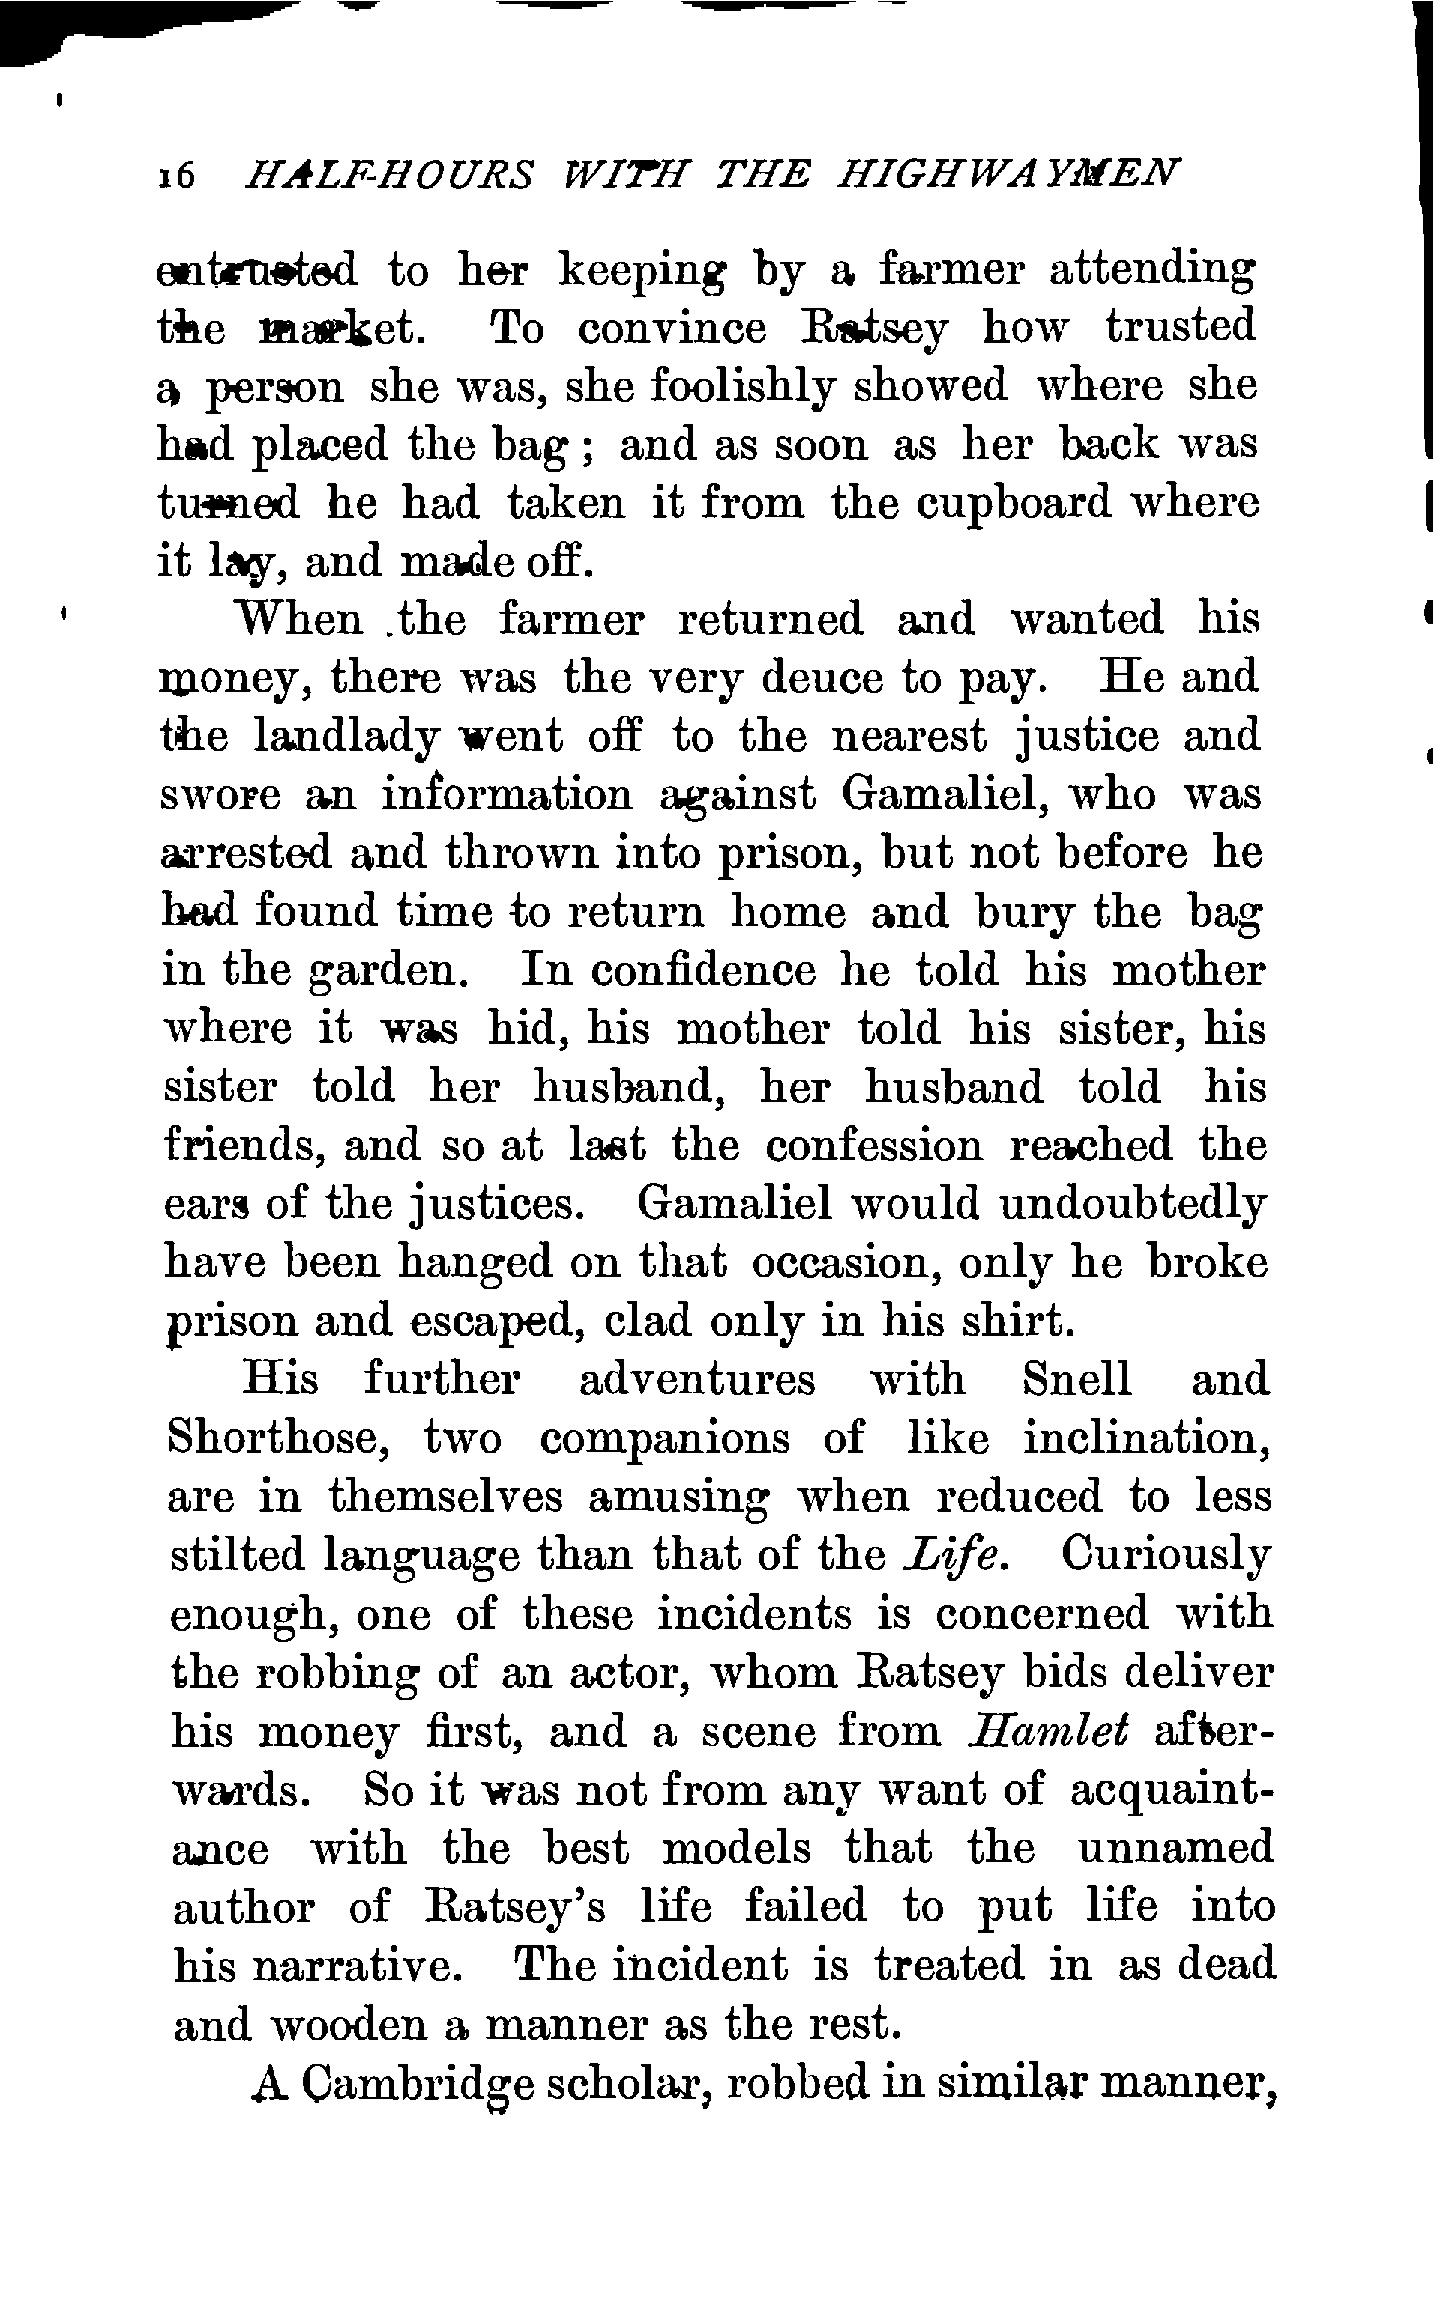 16 HALF-HOURS WITH THE HIGHWAYMEN
entrusted to her keeping by a farmer attending
the market. To convince Ratsey how trusted
a person she was, she foolishly showed where she
had placed the bag ; and as soon as her back was
turned he had taken it from the cupboard where
it lay, and made off.
When the farmer returned and wanted his
money, there was the very deuce to pay. He and
the landlady went off to the nearest justice and
swore an information against Gamaliel, who was
arrested and thrown into prison, but not before he
had found time to return home and bury the bag
in the garden. In confidence he told his mother
where it was hid, his mother told his sister, his
sister told her husband, her husband told his
friends, and so at last the confession reached the
ears of the justices. Gamaliel would undoubtedly
have been hanged on that occasion, only he broke
prison and escaped, clad only in his shirt.
His further adventures with Snell and
Shorthose, two companions of like inclination,
are in themselves amusing when reduced to less
stilted language than that of the Life. Curiously
enough, one of these incidents is concerned with
the robbing of an actor, whom Ratsey bids deliver
his money first, and a scene from Hamlet after-
wards. So it was not from any want of acquaint-
ance with the best models that the unnamed
author of Ratsey's life failed to put life into
his narrative. The incident is treated in as dead
and wooden a manner as the rest.
A Cambridge scholar, robbed in similar manner,